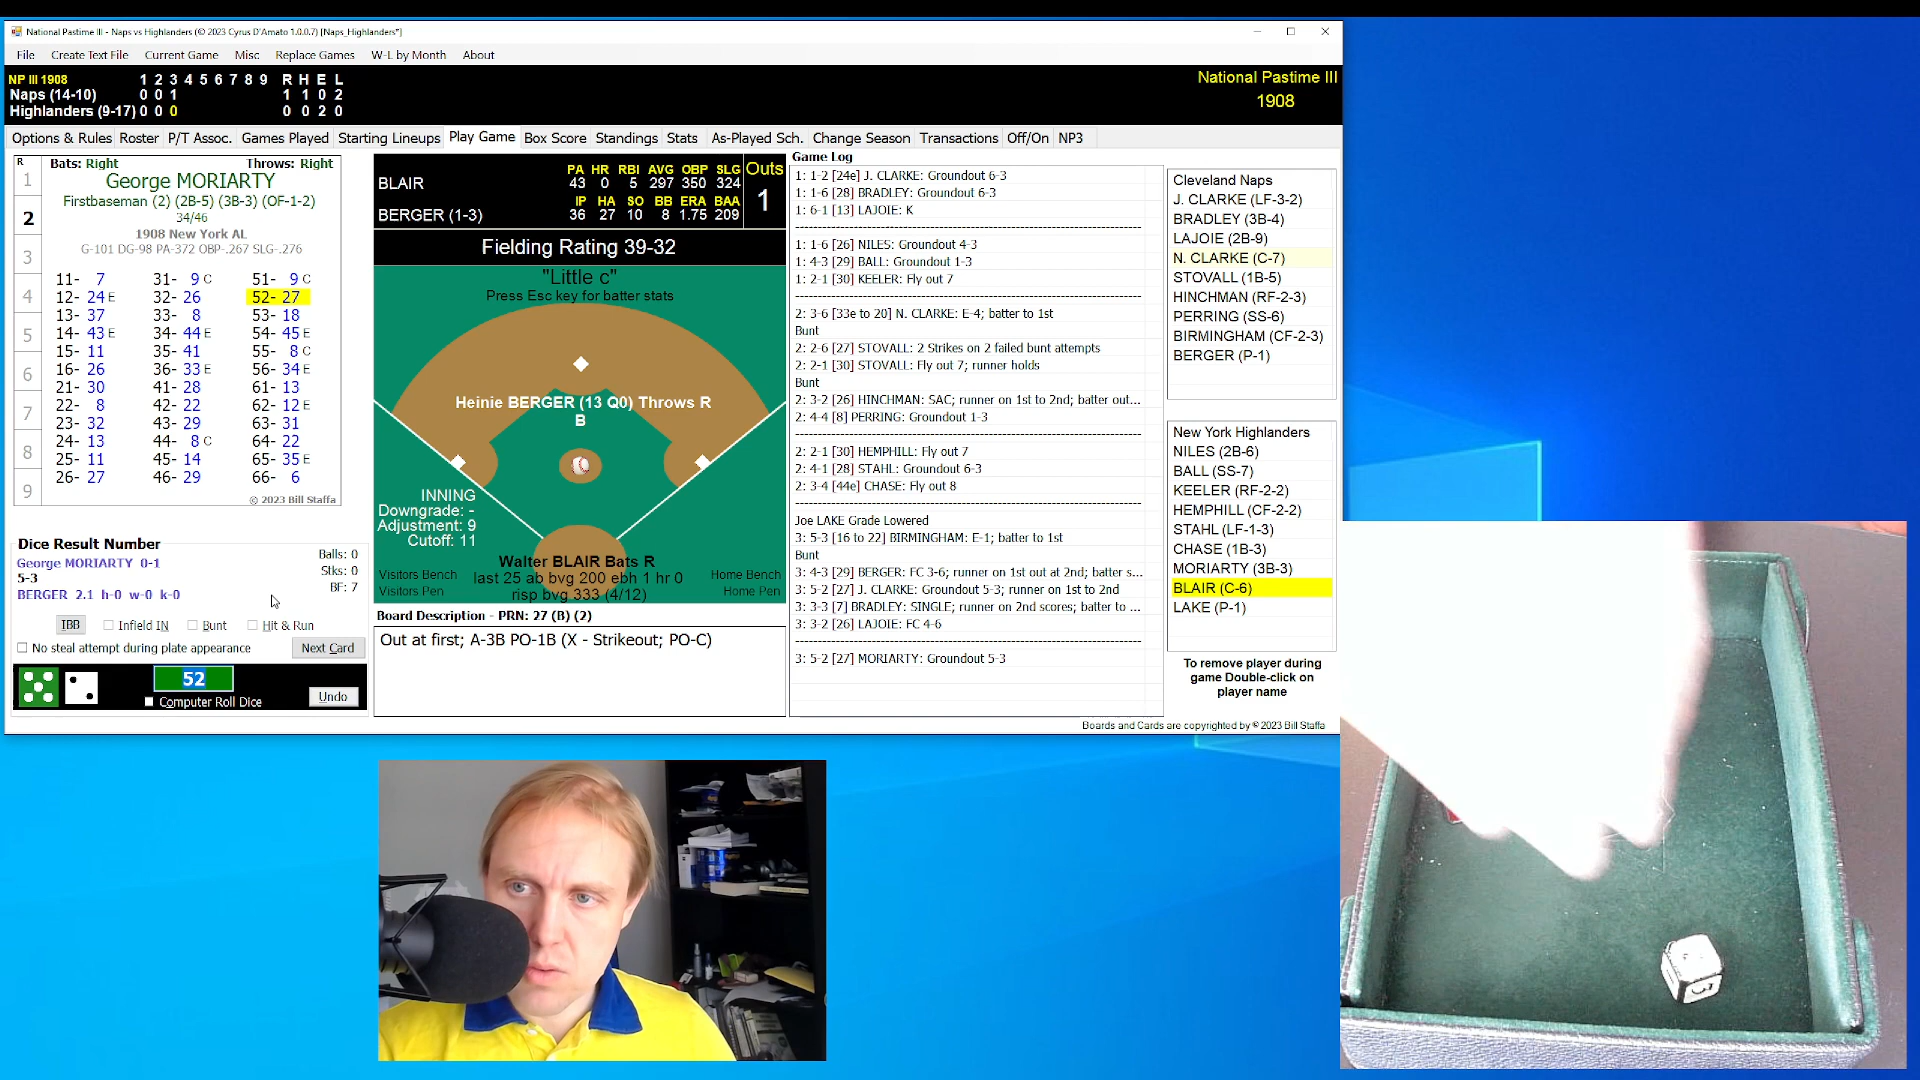 National Pastime III - Naps vs Highlanders (© 2023 Cyrus D'Amato 1.0.0.7) [Naps_Highlanders*]
File Create Text File Current Game Misc Replace Games W-L by Month About
NP III 1908 1 2 3 4 5 6 7 8 9 R H E L
Naps (14-10) 0 0 1 1 1 0 2
Highlanders (9-17) 0 0 0 0 0 2 0
National Pastime III
1908
Options & Rules Roster P/T Assoc. Games Played Starting Lineups Play Game Box Score Standings Stats As-Played Sch. Change Season Transactions Off/On NP3
R
1
2
3
4
5
6
7
8
9
Bats: Right Throws: Right
George MORIARTY
Firstbaseman (2) (2B-5) (3B-3) (OF-1-2)
34/46
1908 New York AL
G-101 DG-98 PA-372 OBP-.267 SLG-.276
11- 7 31- 9 C 51- 9 C
12- 24 E 32- 26 52- 27
13- 37 33- 8 53- 18
14- 43 E 34- 44 E 54- 45 E
15- 11 35- 41 55- 8 C
16- 26 36- 33 E 56- 34 E
21- 30 41- 28 61- 13
22- 8 42- 22 62- 12 E
23- 32 43- 29 63- 31
24- 13 44- 8 C 64- 22
25- 11 45- 14 65- 35 E
26- 27 46- 29 66- 6
© 2023 Bill Staffa
Dice Result Number
George MORIARTY 0-1
5-3
BERGER 2.1 h-0 w-0 k-0
Balls: 0
Stks: 0
BF: 7
IBB Infield IN Bunt Hit & Run
No steal attempt during plate appearance Next Card
52
Computer Roll Dice Undo
PA HR RBI AVG OBP SLG
BLAIR 43 0 5 297 350 324
IP HA SO BB ERA BAA
BERGER (1-3) 36 27 10 8 1.75 209
Outs
1
Fielding Rating 39-32
"Little c"
Press Esc key for batter stats
Heinie BERGER (13 Q0) Throws R
B
INNING
Downgrade: -
Adjustment: 9
Cutoff: 11
Walter BLAIR Bats R
last 25 ab bvg 200 ebh 1 hr 0
risp bvg 333 (4/12)
Visitors Bench
Visitors Pen
Home Bench
Home Pen
Board Description - PRN: 27 (B) (2)
Out at first; A-3B PO-1B (X - Strikeout; PO-C)
Game Log
1: 1-2 [24e] J. CLARKE: Groundout 6-3
1: 1-6 [28] BRADLEY: Groundout 6-3
1: 6-1 [13] LAJOIE: K
1: 1-6 [26] NILES: Groundout 4-3
1: 4-3 [29] BALL: Groundout 1-3
1: 2-1 [30] KEELER: Fly out 7
2: 3-6 [33e to 20] N. CLARKE: E-4; batter to 1st
Bunt
2: 2-6 [27] STOVALL: 2 Strikes on 2 failed bunt attempts
2: 2-1 [30] STOVALL: Fly out 7; runner holds
Bunt
2: 3-2 [26] HINCHMAN: SAC; runner on 1st to 2nd; batter out...
2: 4-4 [8] PERRING: Groundout 1-3
2: 2-1 [30] HEMPHILL: Fly out 7
2: 4-1 [28] STAHL: Groundout 6-3
2: 3-4 [44e] CHASE: Fly out 8
Joe LAKE Grade Lowered
3: 5-3 [16 to 22] BIRMINGHAM: E-1; batter to 1st
Bunt
3: 4-3 [29] BERGER: FC 3-6; runner on 1st out at 2nd; batter s...
3: 5-2 [27] J. CLARKE: Groundout 5-3; runner on 1st to 2nd
3: 3-3 [7] BRADLEY: SINGLE; runner on 2nd scores; batter to ...
3: 3-2 [26] LAJOIE: FC 4-6
3: 5-2 [27] MORIARTY: Groundout 5-3
Cleveland Naps
J. CLARKE (LF-3-2)
BRADLEY (3B-4)
LAJOIE (2B-9)
N. CLARKE (C-7)
STOVALL (1B-5)
HINCHMAN (RF-2-3)
PERRING (SS-6)
BIRMINGHAM (CF-2-3)
BERGER (P-1)
New York Highlanders
NILES (2B-6)
BALL (SS-7)
KEELER (RF-2-2)
HEMPHILL (CF-2-2)
STAHL (LF-1-3)
CHASE (1B-3)
MORIARTY (3B-3)
BLAIR (C-6)
LAKE (P-1)
To remove player during
game Double-click on
player name
Boards and Cards are copyrighted by © 2023 Bill Staffa